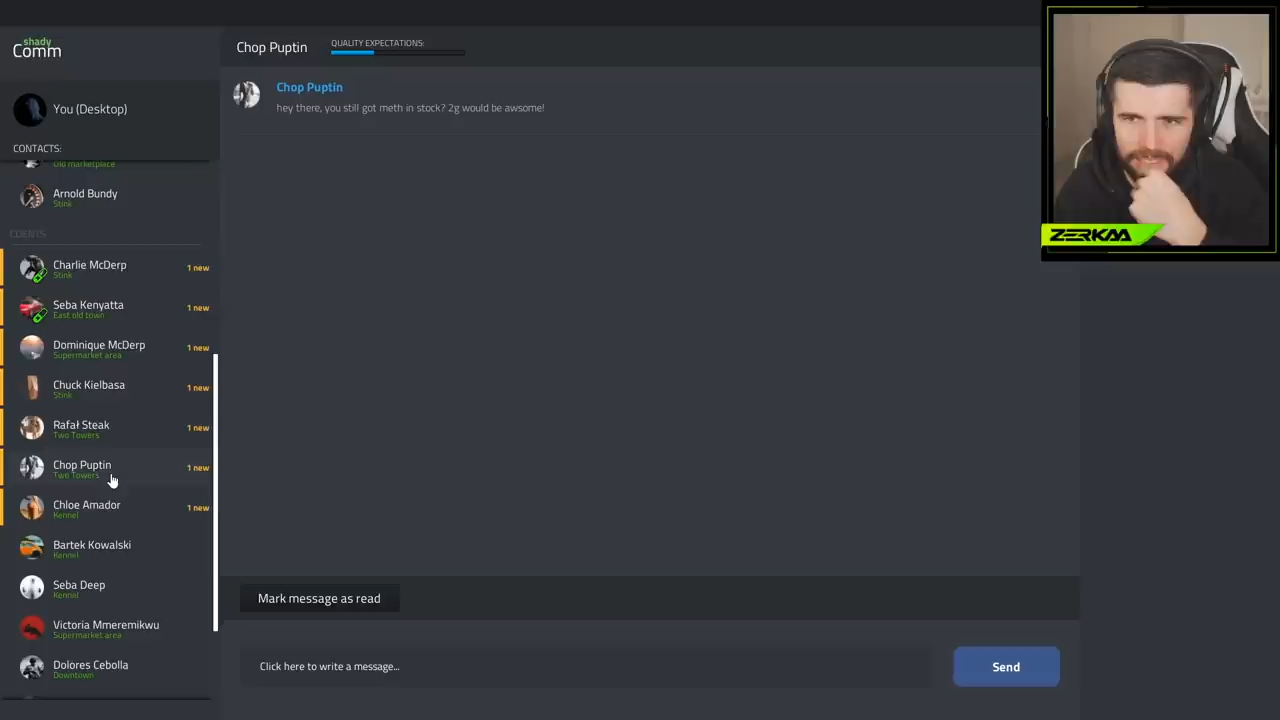 shady
Comm
You (Desktop)
CONTACTS:
Old marketplace
Arnold Bundy
Stink
CLIENTS
Charlie McDerp
Stink
1 new
Seba Kenyatta
East old town
1 new
Dominique McDerp
Supermarket area
1 new
Chuck Kielbasa
Stink
1 new
Rafał Steak
Two Towers
1 new
Chop Puptin
Two Towers
1 new
Chloe Amador
Kennel
1 new
Bartek Kowalski
Kennel
Seba Deep
Kennel
Victoria Mmeremikwu
Supermarket area
Dolores Cebolla
Downtown
Chop Puptin
QUALITY EXPECTATIONS:
Chop Puptin
hey there, you still got meth in stock? 2g would be awsome!
Mark message as read
Click here to write a message...
Send
ZERKAA